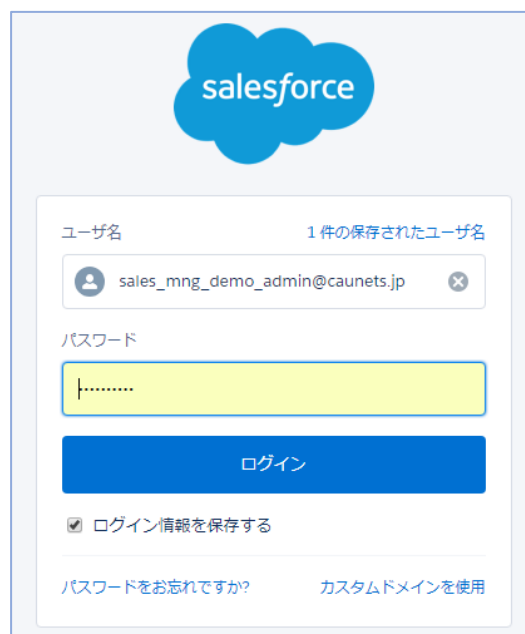 salesforce
ユーザ名 1 件の保存されたユーザ名
sales_mng_demo_admin@caunets.jp
パスワード
•••••••••
ログイン
ログイン情報を保存する
パスワードをお忘れですか? カスタムドメインを使用